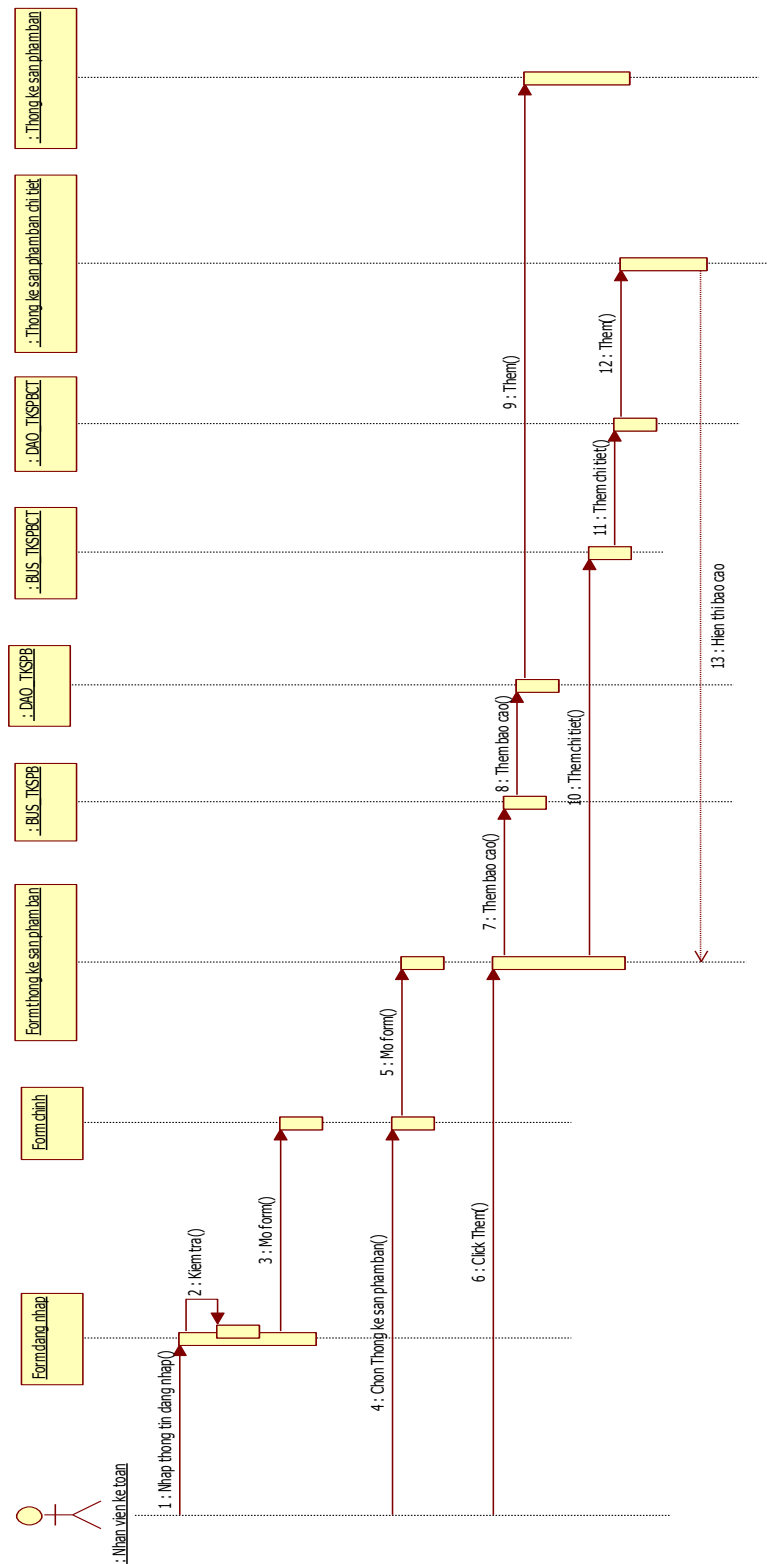 : Nhan vien ke toan
Form dang nhap
Form chinh
Form thong ke san pham ban
: BUS_TKSPB
: DAO_TKSPB
: BUS_TKSPBCT
: DAO_TKSPBCT
: Thong ke san pham ban chi tiet
: Thong ke san pham ban
1 : Nhap thong tin dang nhap()
2 : Kiem tra()
3 : Mo form()
4 : Chon Thong ke san pham ban()
5 : Mo form()
6 : Click Them()
7 : Them bao cao()
8 : Them bao cao()
9 : Them()
10 : Them chi tiet()
11 : Them chi tiet()
12 : Them()
13 : Hien thi bao cao